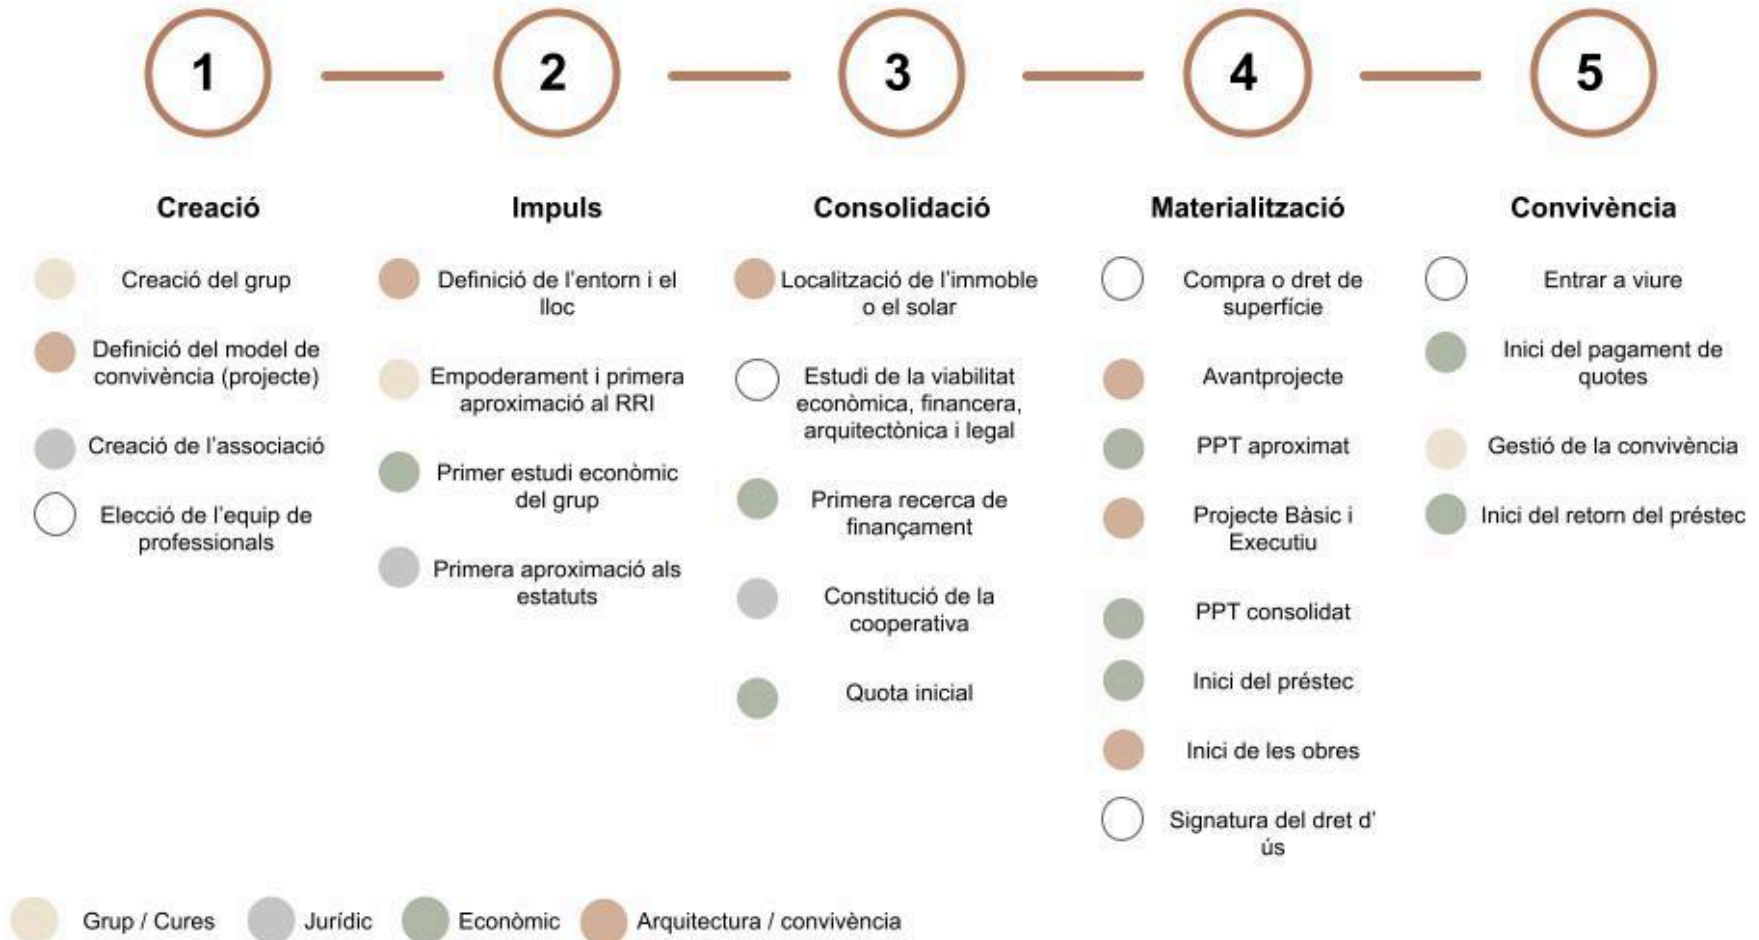 1
2
3
4
5
Creació
Creació del grup
Definició del model de
convivència (projecte)
Creació de l'associació
Elecció de l'equip de
professionals
Impuls
Definició de l'entorn i el
lloc
Empoderament i primera
aproximació al RRI
Primer estudi econòmic
del grup
Primera aproximació als
estatuts
Consolidació
Localització de l'immoble
o el solar
Estudi de la viabilitat
econòmica, financera,
arquitectònica i legal
Primera recerca de
finançament
Constitució de la
cooperativa
Quota inicial
Materialització
Compra o dret de
superfície
Avantprojecte
PPT aproximat
Projecte Bàsic i
Executiu
PPT consolidat
Inici del préstec
Inici de les obres
Signatura del dret d'
ús
Convivència
Entrar a viure
Inici del pagament de
quotes
Gestió de la convivència
Inici del retorn del préstec
Grup / Cures
Jurídic
Econòmic
Arquitectura / convivència